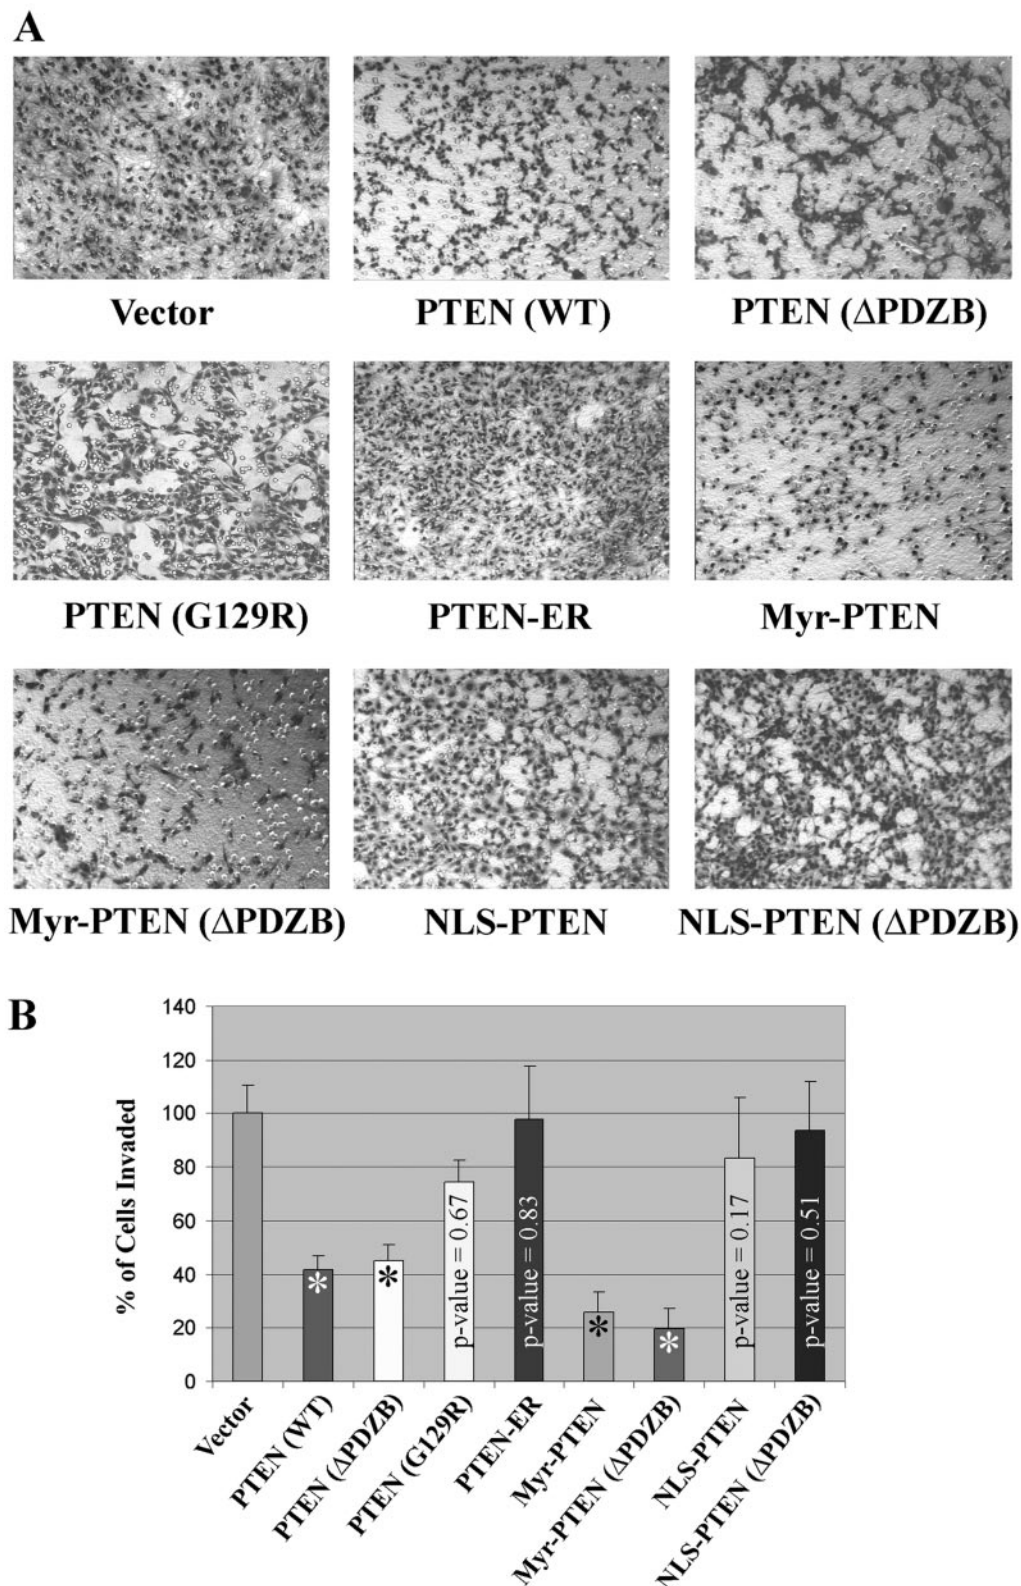 A
Vector
PTEN (WT)
PTEN (ΔPDZB)
PTEN (G129R)
PTEN-ER
Myr-PTEN
Myr-PTEN (ΔPDZB)
NLS-PTEN
NLS-PTEN (ΔPDZB)
B
% of Cells Invaded
140
120
100
80
60
40
20
0
*
*
p-value = 0.67
p-value = 0.83
*
*
p-value = 0.17
p-value = 0.51
Vector
PTEN (WT)
PTEN (ΔPDZB)
PTEN (G129R)
PTEN-ER
Myr-PTEN
Myr-PTEN (ΔPDZB)
NLS-PTEN
NLS-PTEN (ΔPDZB)